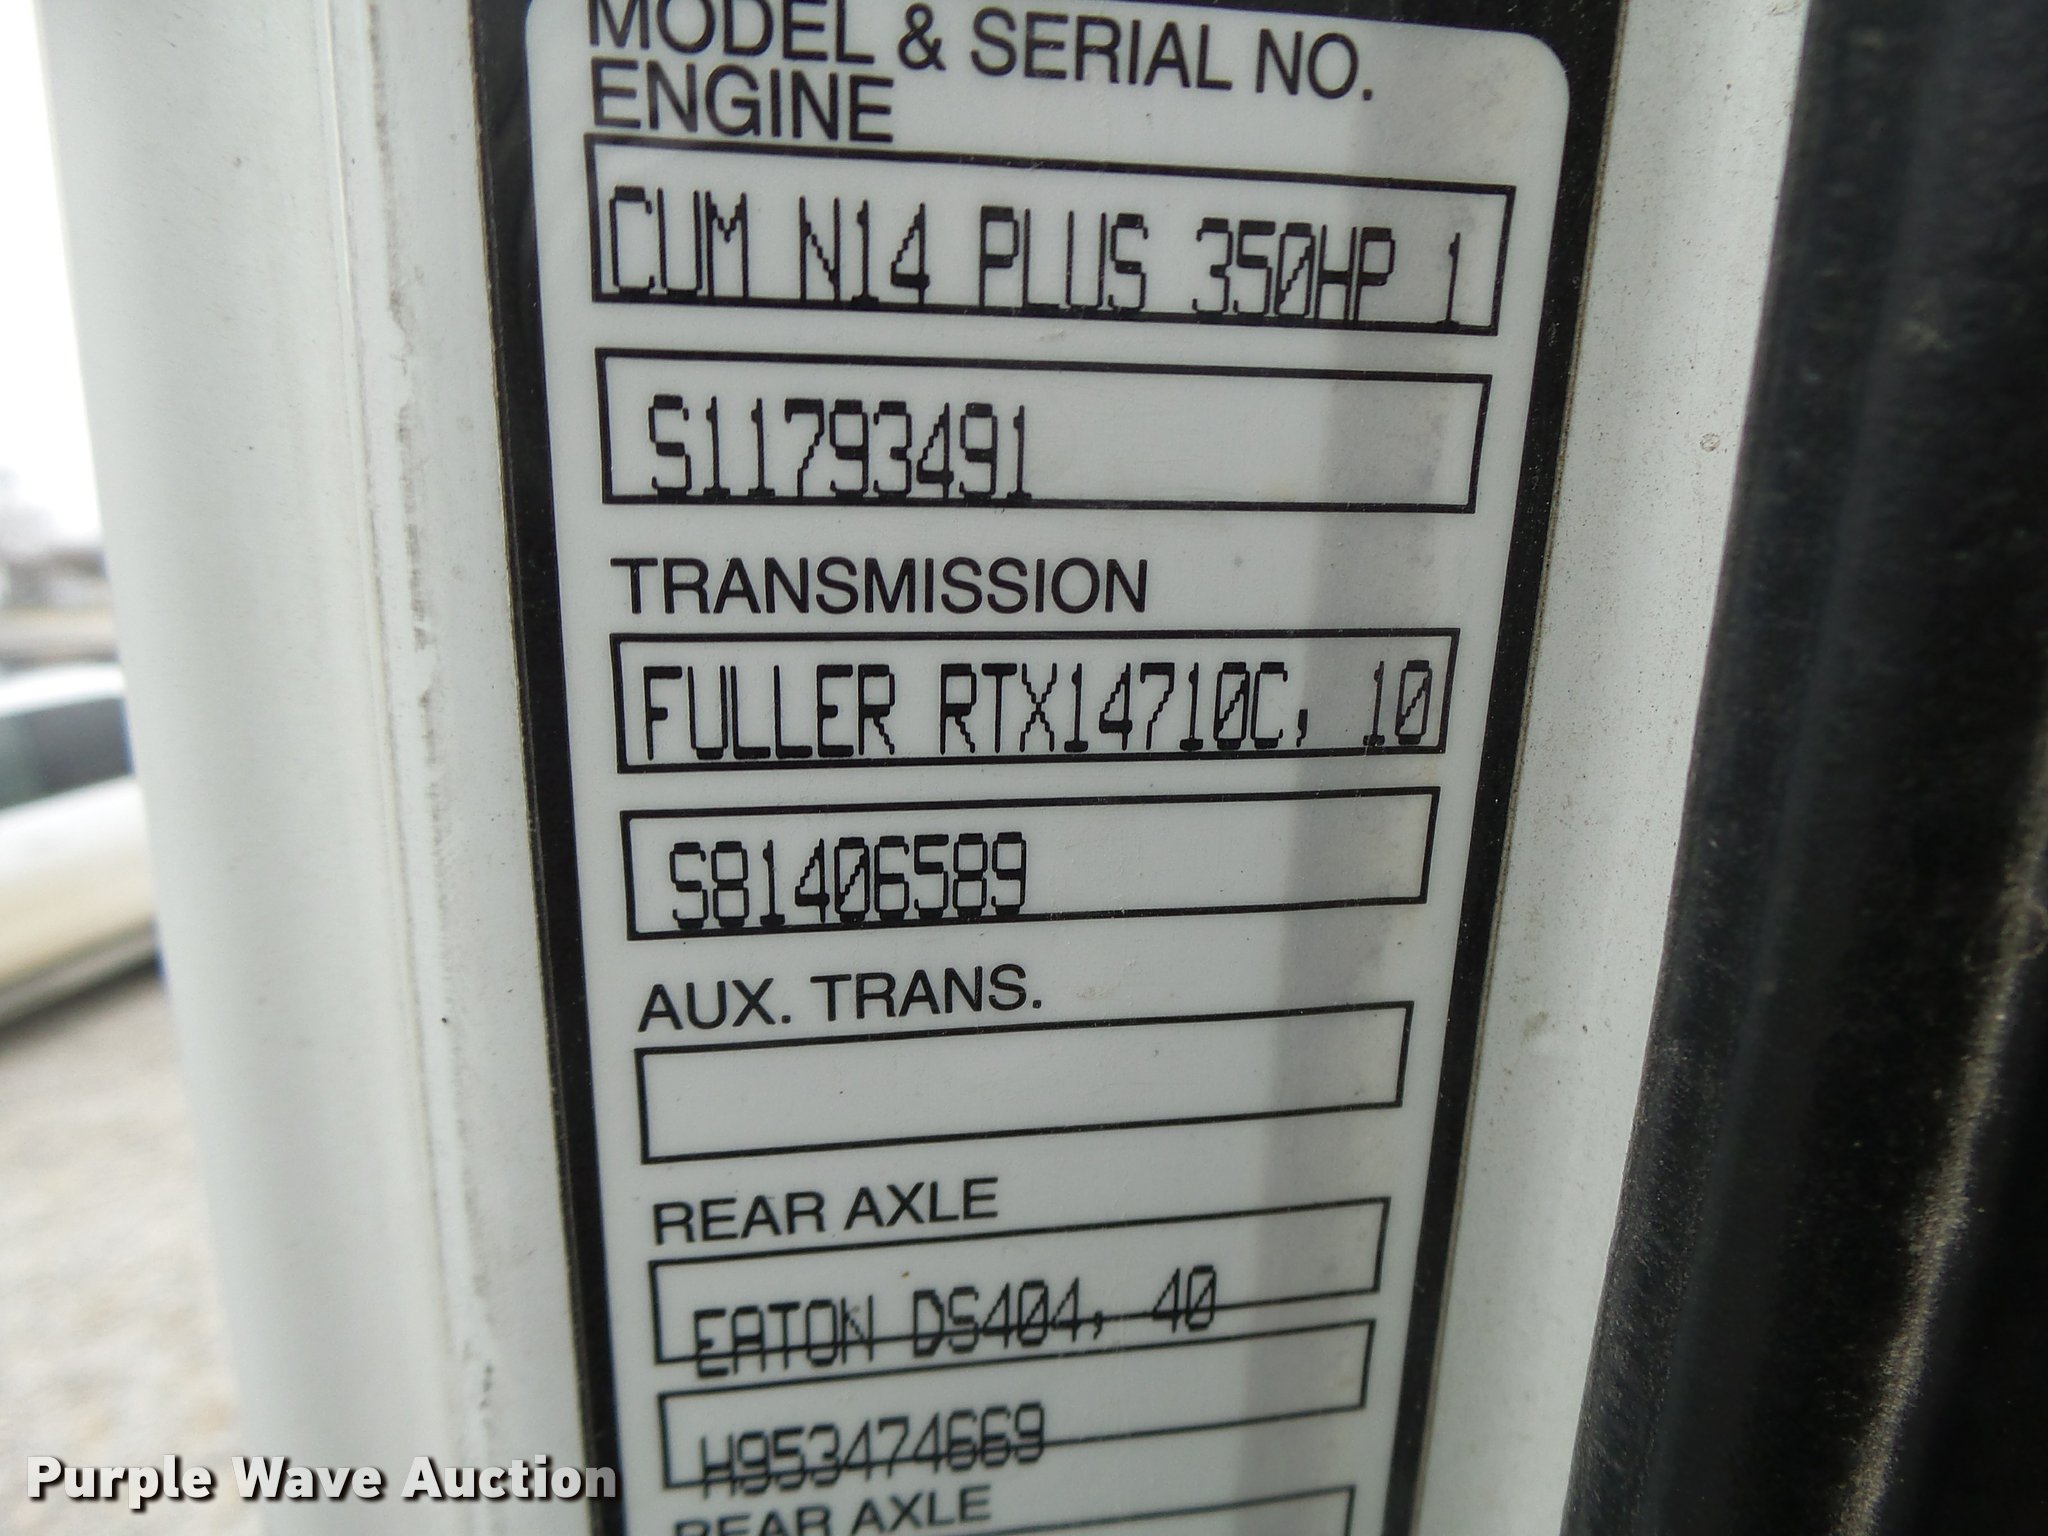 MODEL & SERIAL NO.
ENGINE
CUM N14 PLUS 350HP 1
S11793491
TRANSMISSION
FULLER RTX14710C, 10
S81406589
AUX. TRANS.
REAR AXLE
EATON DS404, 40
H953474669
REAR AXLE
Purple Wave Auction